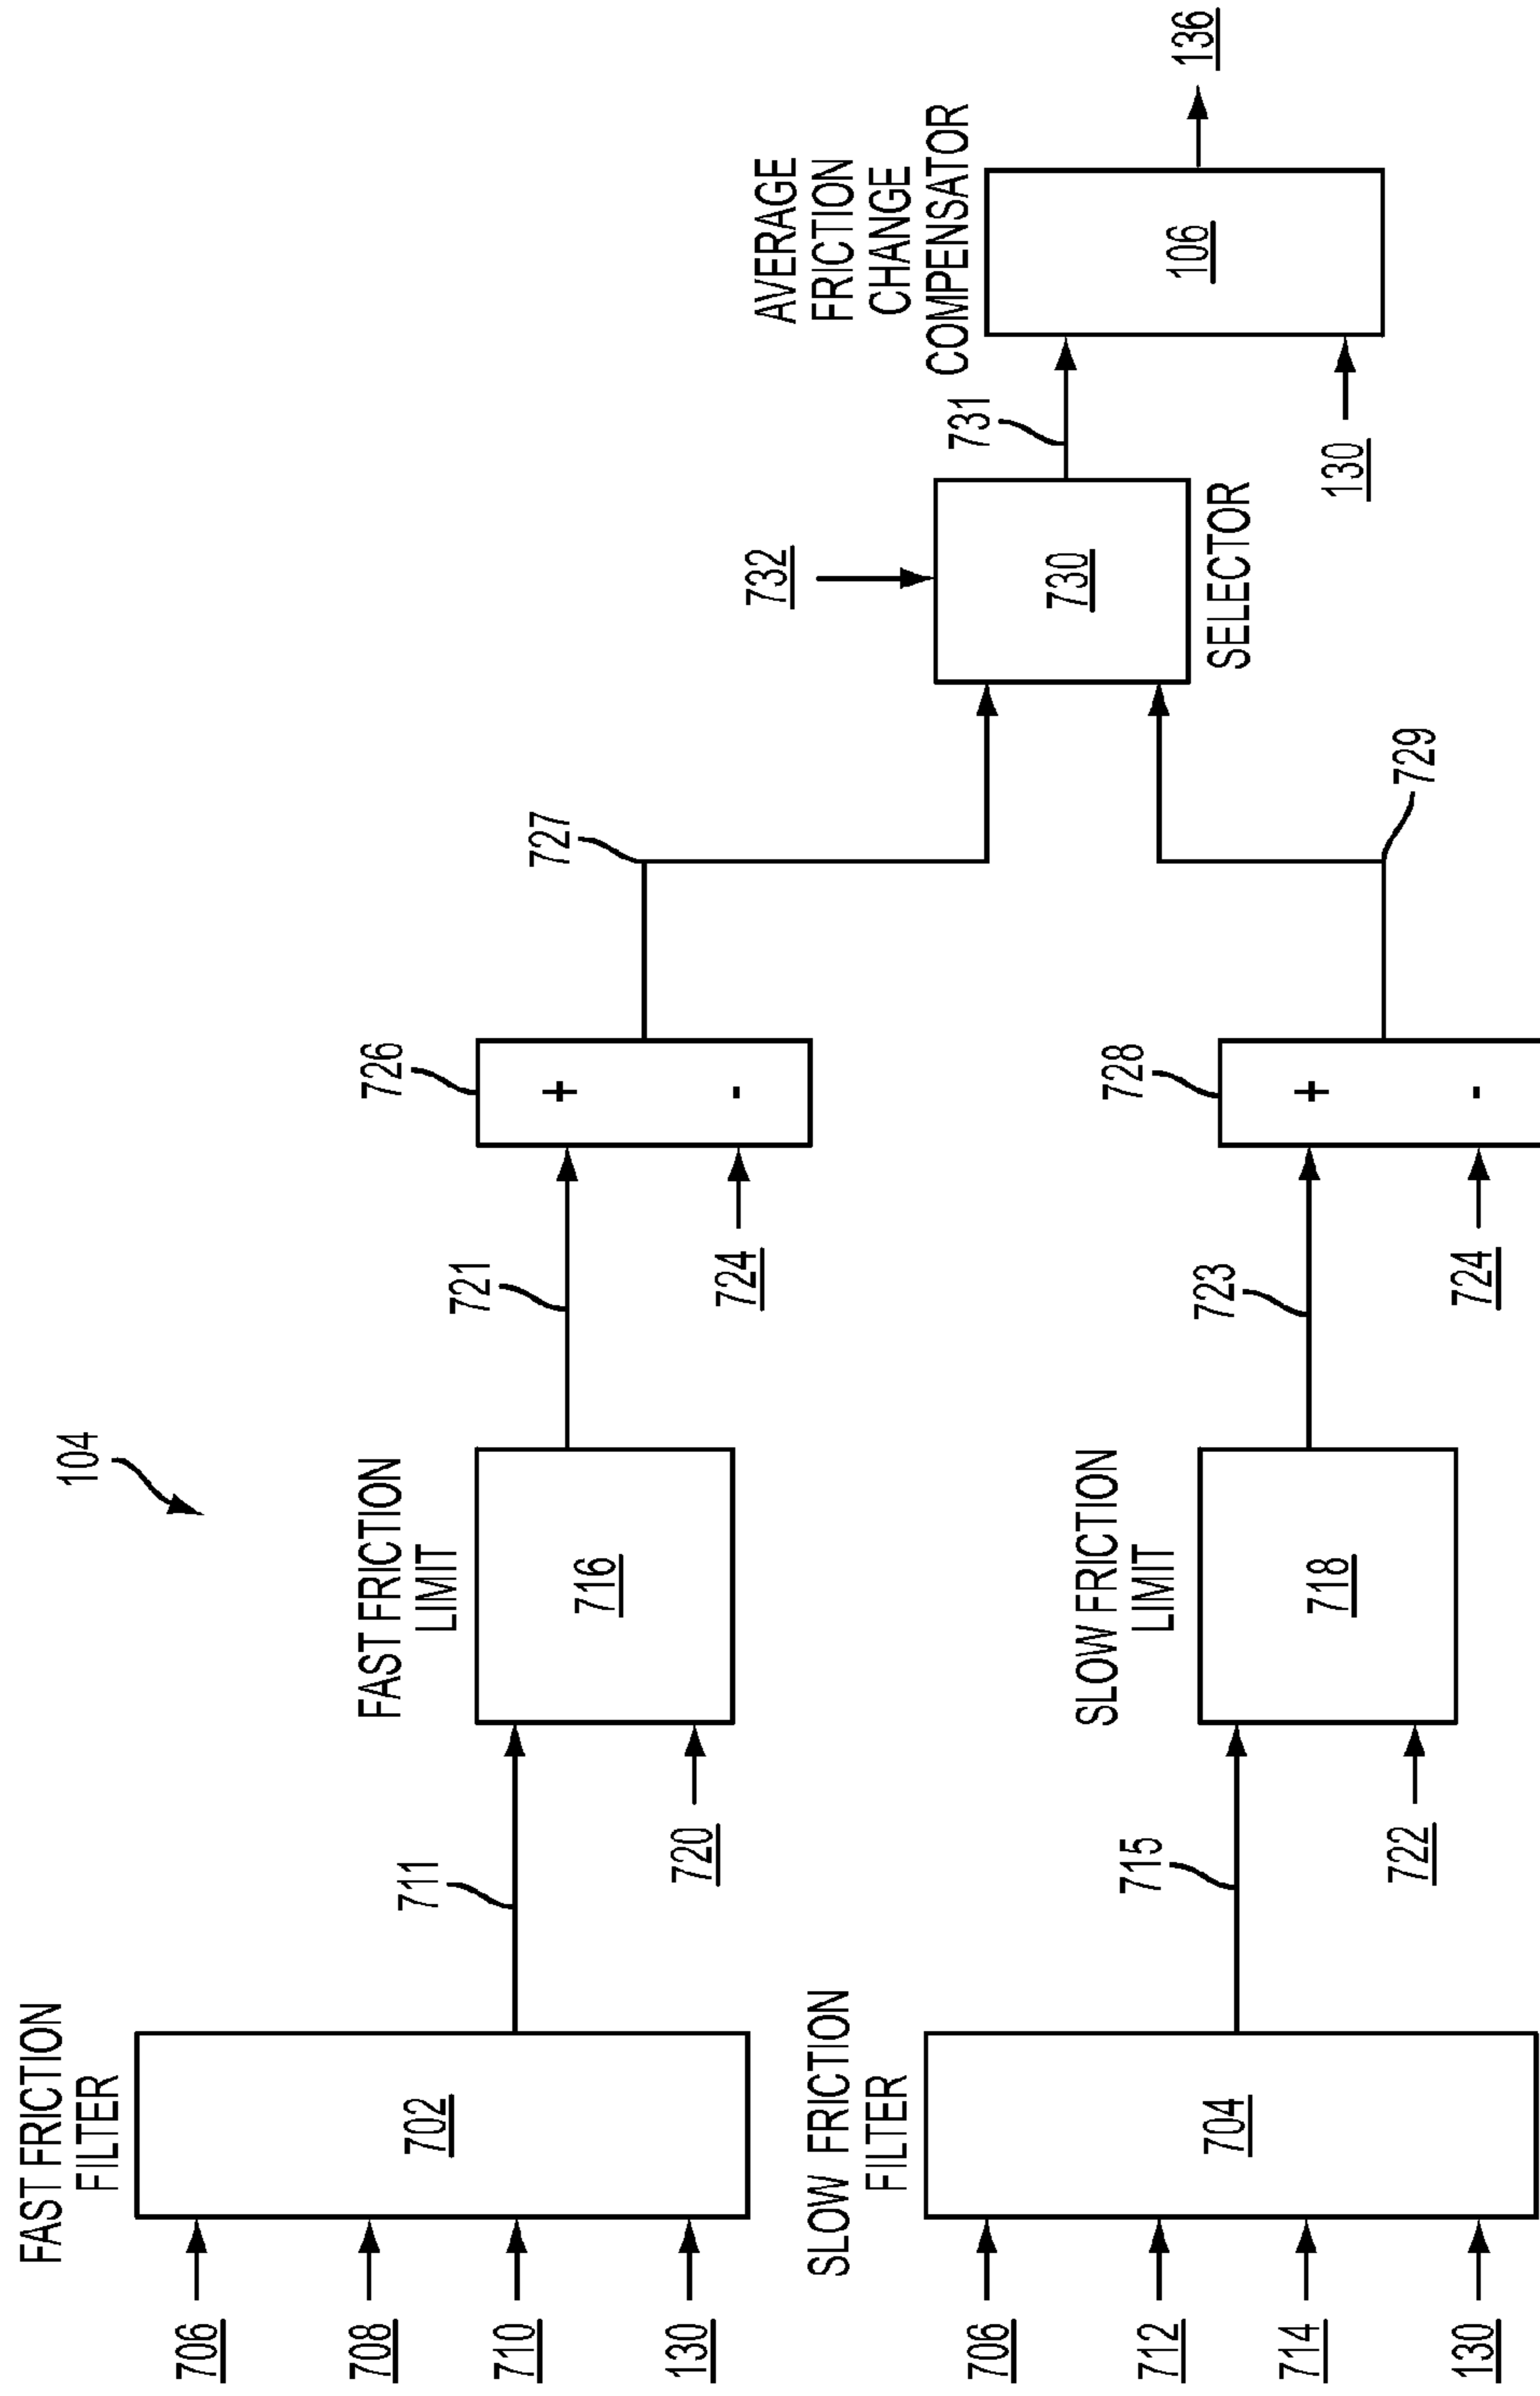 104
FAST FRICTION
FILTER
702
706
708
710
130
711
FAST FRICTION
LIMIT
716
720
721
726
+
-
724
727
SLOW FRICTION
FILTER
704
706
712
714
130
715
SLOW FRICTION
LIMIT
718
722
723
728
+
-
724
729
732
730
SELECTOR
731
AVERAGE
FRICTION
CHANGE
COMPENSATOR
106
130
136